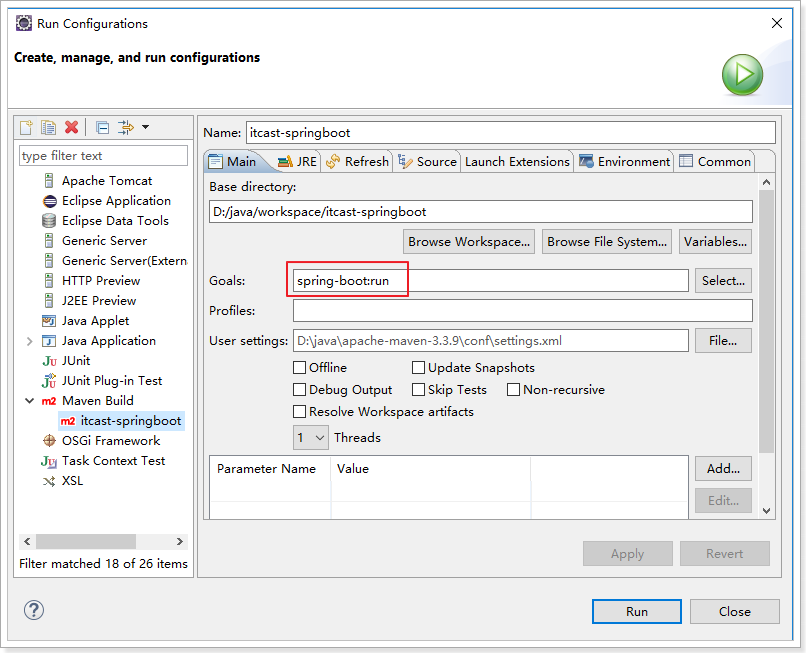 Run Configurations
Create, manage, and run configurations
type filter text
Apache Tomcat
Eclipse Application
Eclipse Data Tools
Generic Server
Generic Server(Extern
HTTP Preview
J2EE Preview
Java Applet
Java Application
Ju JUnit
JUnit Plug-in Test
m2 Maven Build
m2 itcast-springboot
OSGi Framework
Ju Task Context Test
XSL
Filter matched 18 of 26 items
Name: itcast-springboot
Main JRE Refresh Source Launch Extensions Environment Common
Base directory:
D:/java/workspace/itcast-springboot
Browse Workspace... Browse File System... Variables...
Goals: spring-boot:run Select...
Profiles:
User settings: D:\java\apache-maven-3.3.9\conf\settings.xml File...
Offline Update Snapshots
Debug Output Skip Tests Non-recursive
Resolve Workspace artifacts
1 Threads
Parameter Name Value Add...
Edit...
Apply Revert
? Run Close